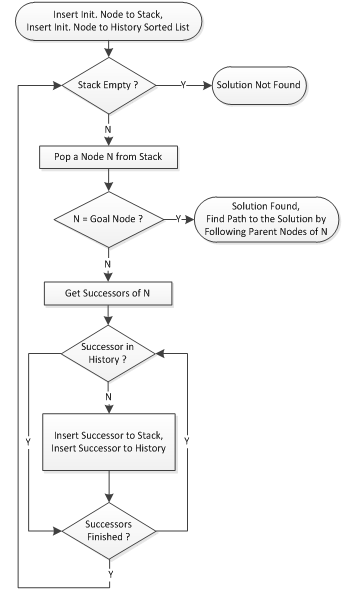 Insert Init. Node to Stack,
Insert Init. Node to History Sorted List
Stack Empty ?
Y
Solution Not Found
N
Pop a Node N from Stack
N = Goal Node ?
Y
Solution Found,
Find Path to the Solution by
Following Parent Nodes of N
N
Get Successors of N
Successor in
History ?
N
Y
Y
Insert Successor to Stack,
Insert Successor to History
Successors
Finished ?
Y